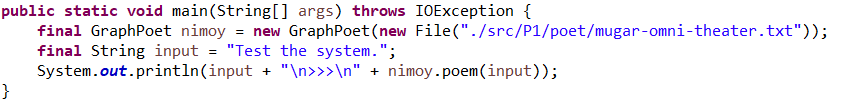 public static void main(String[] args) throws IOException {
    final GraphPoet nimoy = new GraphPoet(new File("./src/P1/poet/mugar-omni-theater.txt"));
    final String input = "Test the system.";
    System.out.println(input + "\n>>>\n" + nimoy.poem(input));
}